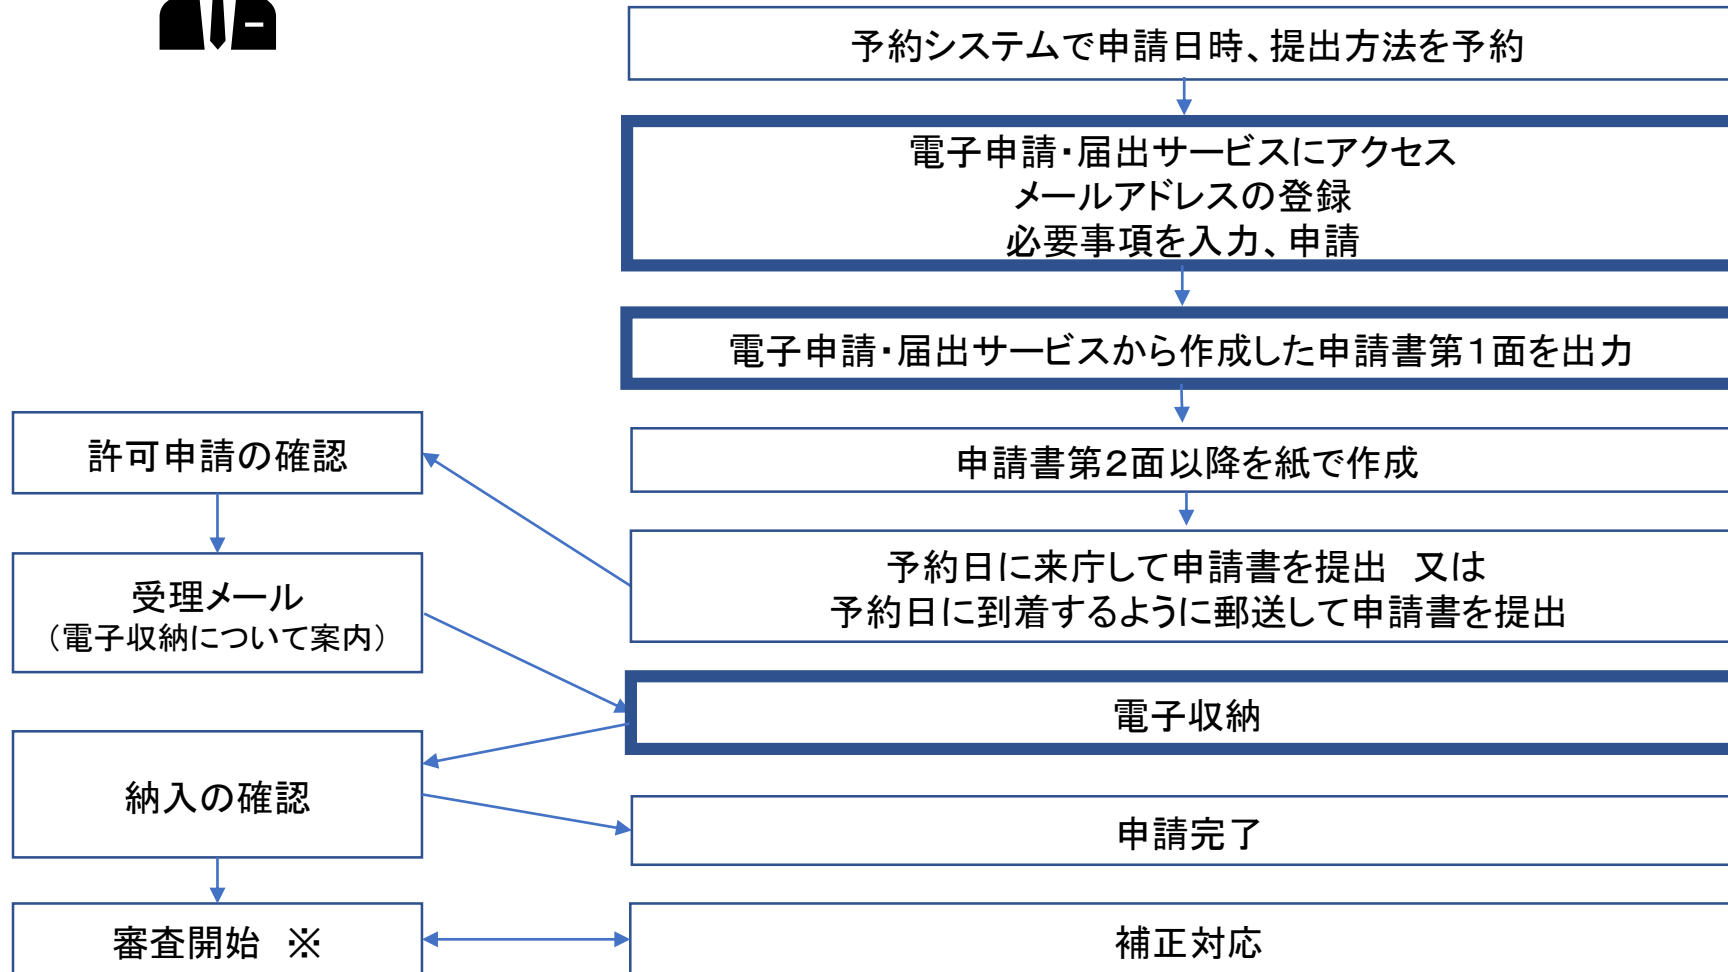 予約システムで申請日時、提出方法を予約
電子申請・届出サービスにアクセス
メールアドレスの登録
必要事項を入力、申請
電子申請・届出サービスから作成した申請書第１面を出力
申請書第２面以降を紙で作成
予約日に来庁して申請書を提出　又は
予約日に到着するように郵送して申請書を提出
許可申請の確認
受理メール
（電子収納について案内）
電子収納
納入の確認
申請完了
審査開始　※
補正対応